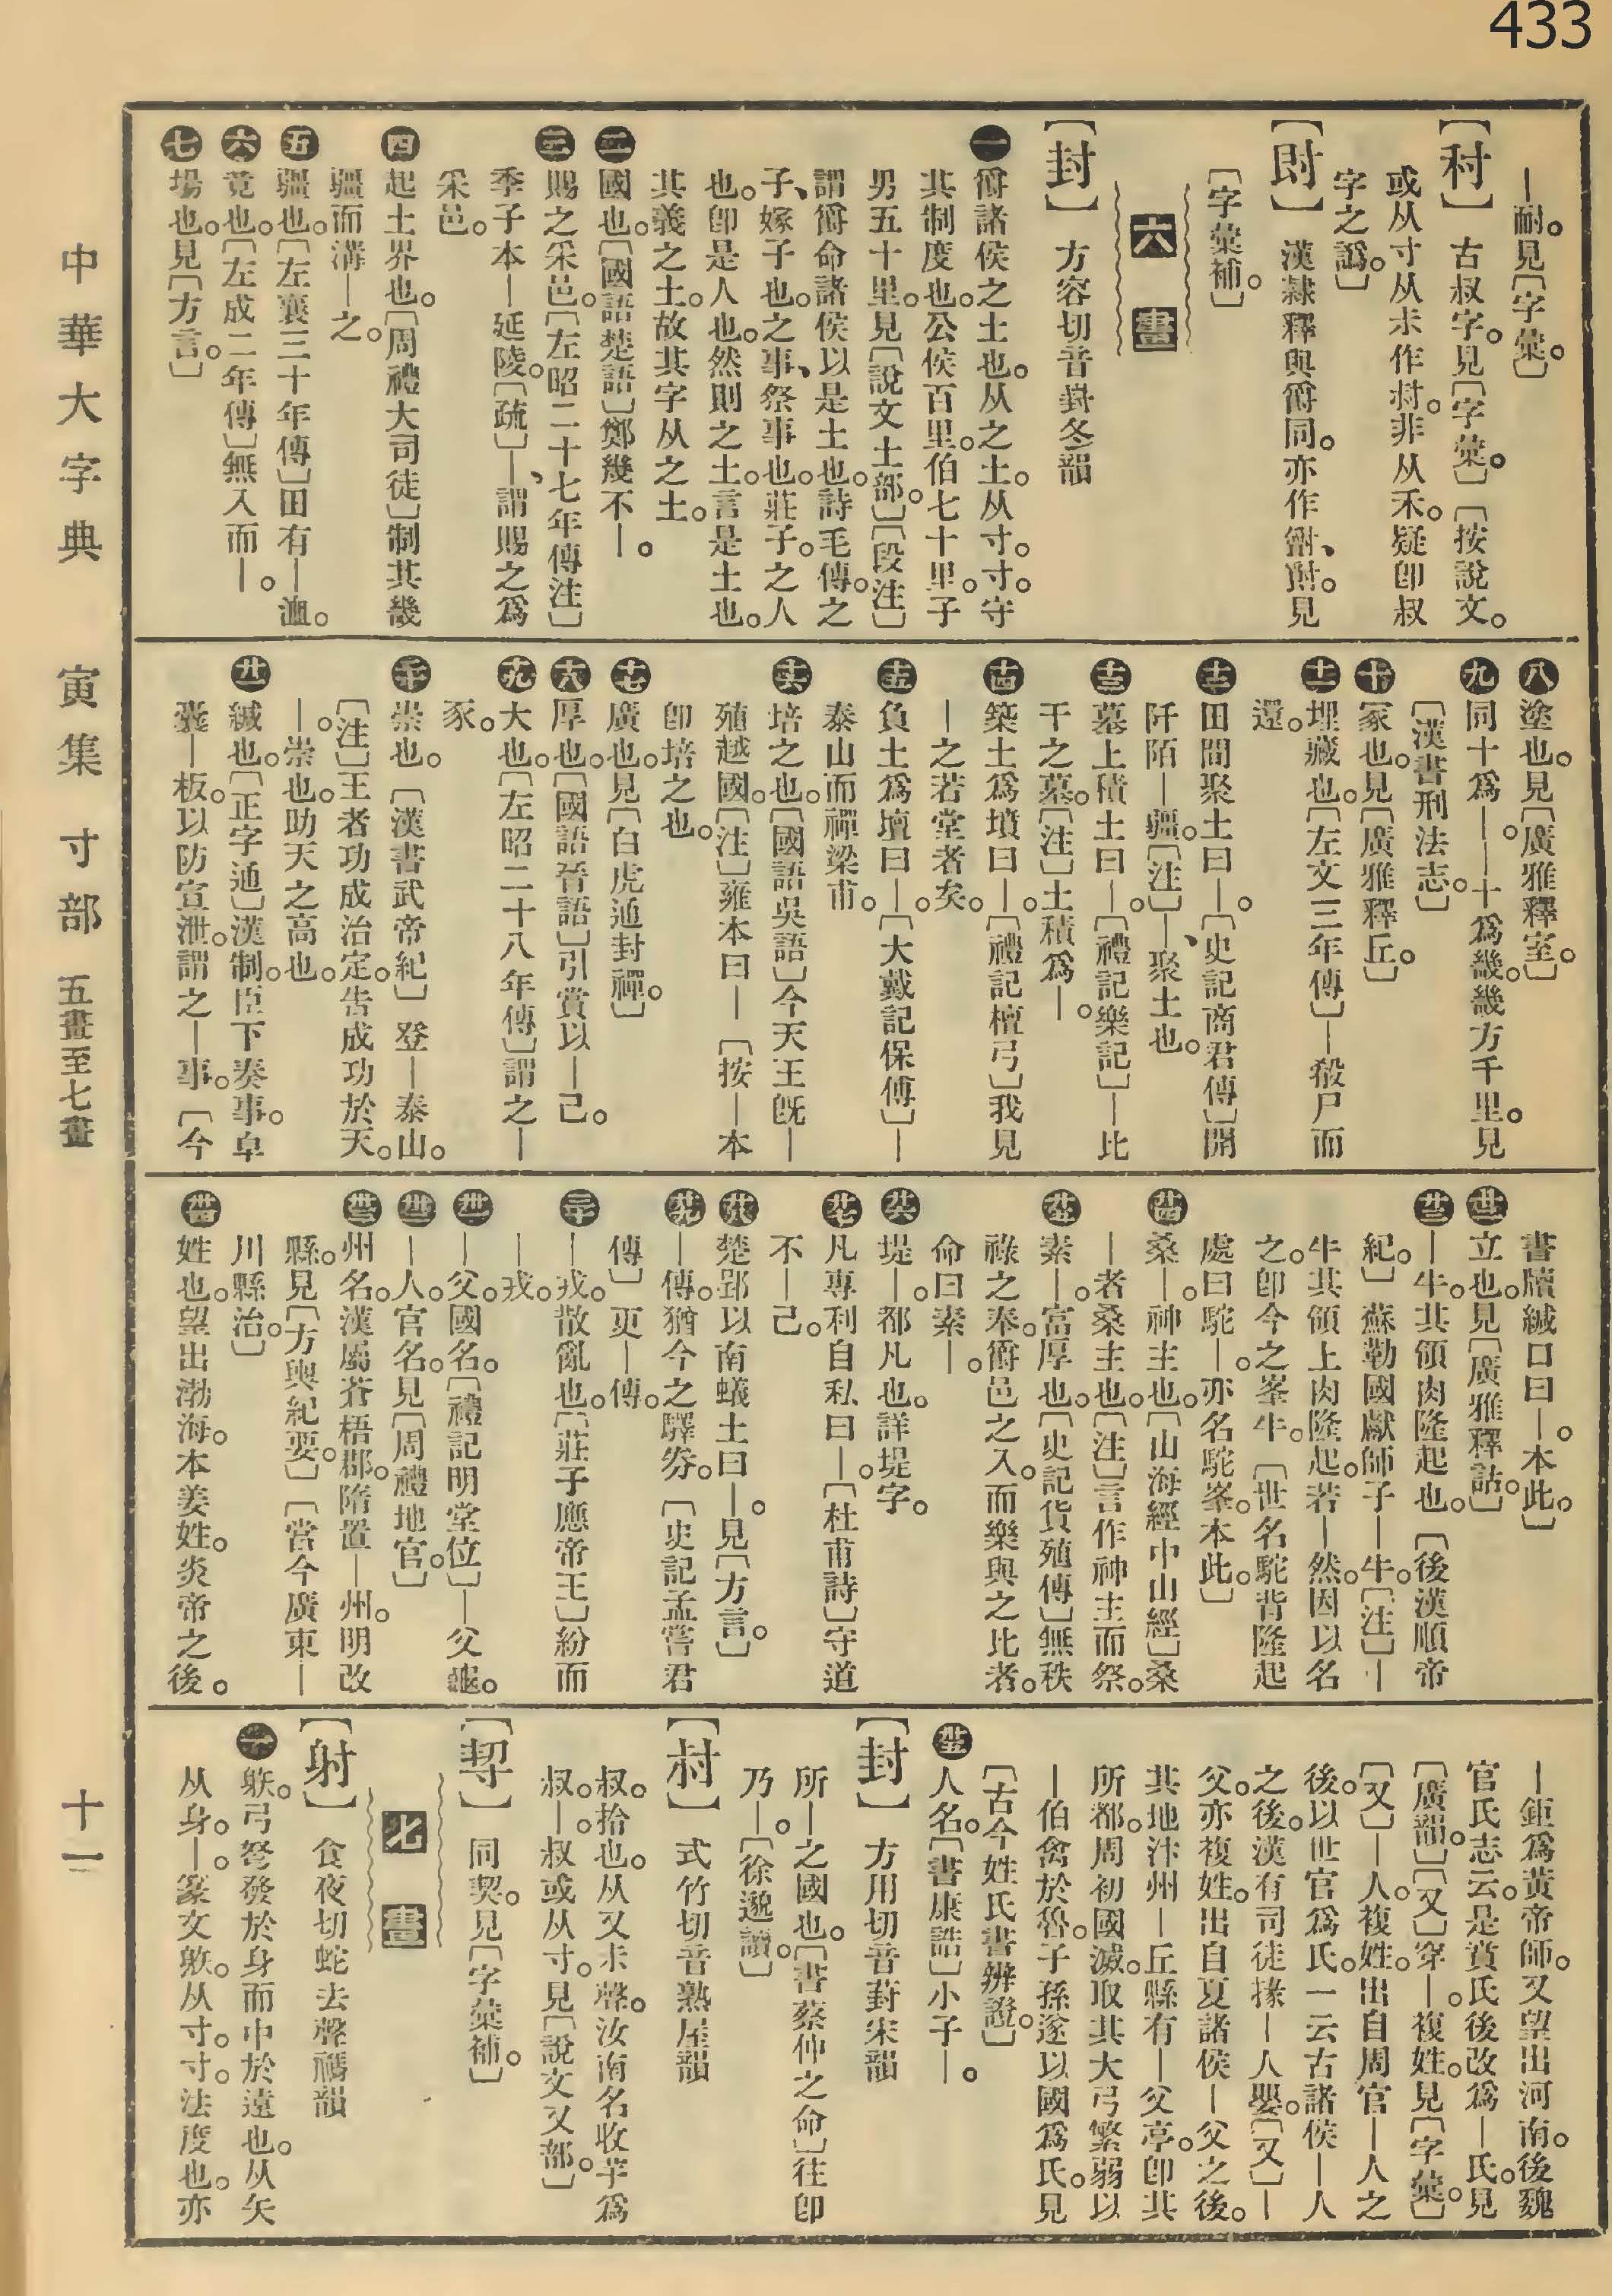 433
｜耐。見〔字彙。〕
【𡬧】古叔字。見〔字彙。〕〔按說文。
或从寸从尗作𡬧。非从禾。疑卽叔
字之譌。〕
漢隸釋與爵同。亦作
〔字彙補。〕
六畫
【封】方容切音葑冬韻
㊀爵諸侯之土也。从之土。从寸。寸守
其制度也。公侯百里。伯七十里。子
男五十里。見〔說文土部。〕〔段注〕
謂爵命諸侯以是土也。詩毛傳。之
子、嫁子也。之事、祭事也。莊子。之人
也。卽是人也。然則之土。言是土也。
其義之土。故其字从之土。
㊁國也。〔國語楚語〕鄭幾不｜。
㊂賜之采邑。〔左昭二十七年傳注〕
季子本｜延陵。〔疏〕｜、謂賜之爲
采邑。
㊃起土界也。〔周禮大司徒〕制其畿
疆而溝｜之。
㊄疆也。〔左襄三十年傳〕田有｜洫。
㊅竟也。〔左成二年傳〕無入而｜。
㊆場也。見〔方言。〕
㊇塗也。見〔廣雅釋室。〕
㊈同十爲｜。｜十爲畿。畿方千里。見
〔漢書刑法志。〕
㊉冢也。見〔廣雅釋丘。〕
⑪埋藏也。〔左文三年傳〕｜殽尸而
還。
⑫田間聚土曰｜。〔史記商君傳〕開
阡陌｜疆。〔注〕｜、聚土也。
⑬墓上積土曰｜。〔禮記樂記〕｜比
干之墓。〔注〕土積爲｜。
⑭築土爲墳曰｜。〔禮記檀弓〕我見
｜之若堂者矣。
⑮負土爲壇曰｜。〔大戴記保傅〕｜
泰山而禪梁甫。
⑯培之也。〔國語吳語〕今天王旣｜
殖越國。〔注〕雍本曰｜〔按｜本
卽培之也。
⑰廣也。見〔白虎通封禪。〕
⑱厚也。〔國語晉語〕引賞以｜己。
⑲大也。〔左昭二十八年傳〕謂之｜
豕。
⑳崇也。〔漢書武帝紀〕登｜泰山。
〔注〕王者功成治定。告成功於天。
｜。崇也。助天之高也。
㉑緘也。〔正字通〕漢制。臣下奏事。皁
囊｜板。以防宣泄。謂之｜事。〔今
書牘緘口曰｜。本此。〕
㉒立也。見〔廣雅釋詁。〕
㉓｜牛。其領肉隆起也。〔後漢順帝
紀。〕蘇勒國獻師子｜牛。〔注〕｜
牛其領上肉隆起。若｜然。因以名
之。卽今之峯牛。〔世名駝背隆起
處曰駝｜。亦名駝峯。本此。〕
㉔桑｜。神主也。〔山海經中山經〕桑
｜者桑主也。〔注〕言作神主而祭。
㉕素｜。富厚也。〔史記貨殖傳〕無秩
祿之奉。爵邑之入。而樂與之比者。
命曰素｜。
㉖堤｜。都凡也。詳堤字。
㉗凡專利自私曰｜。〔杜甫詩〕守道
不｜己。
㉘楚郢以南蟻土曰｜。見〔方言。〕
㉙｜傳。猶今之驛券。〔史記孟嘗君
傳〕更｜傳。
㉚｜戎。散亂也。〔莊子應帝王〕紛而
｜戎。
㉛｜父。國名。〔禮記明堂位〕｜父龜。
㉜｜人。官名。見〔周禮地官。〕
㉝州名。漢屬蒼梧郡。隋置｜州。明改
縣。見〔方輿紀要。〕〔當今廣東｜
川縣治。〕
㉞姓也。望出渤海。本姜姓。炎帝之後。
｜鉅爲黃帝師。又望出河南。後魏
官氏志云。是賁氏後改爲｜氏。見
〔廣韻。〕〔又〕穿｜。複姓。見〔字彙。〕
〔又〕｜人。複姓。出自周官｜人之
後。以世官爲氏。一云古諸侯｜人
之後。漢有司徒掾｜人嬰。〔又〕｜
父。亦複姓。出自夏諸侯｜父之後。
其地汴州｜丘縣有｜父亭。卽其
所都。周初國滅。取其大弓繁弱以
｜伯禽於魯。子孫遂以國爲氏。見
〔古今姓氏書辨證。〕
㉟人名。〔書康誥〕小子｜。
【封】方用切音葑宋韻
所｜之國也。〔書蔡仲之命〕往卽
乃｜。〔徐邈讀。〕
【𡬧】式竹切音熟屋韻
叔。拾也。从又尗聲。汝南名收芋爲
叔。｜。叔或从寸。見〔說文又部。〕
同契。見〔字彙補。〕
七畫
【射】食夜切蛇去聲禡韻
㊀䠶。弓弩發於身而中於遠也。从矢
从身。｜。篆文䠶。从寸。寸。法度也。亦
中華大字典 寅集 寸部 五畫至七畫 十一